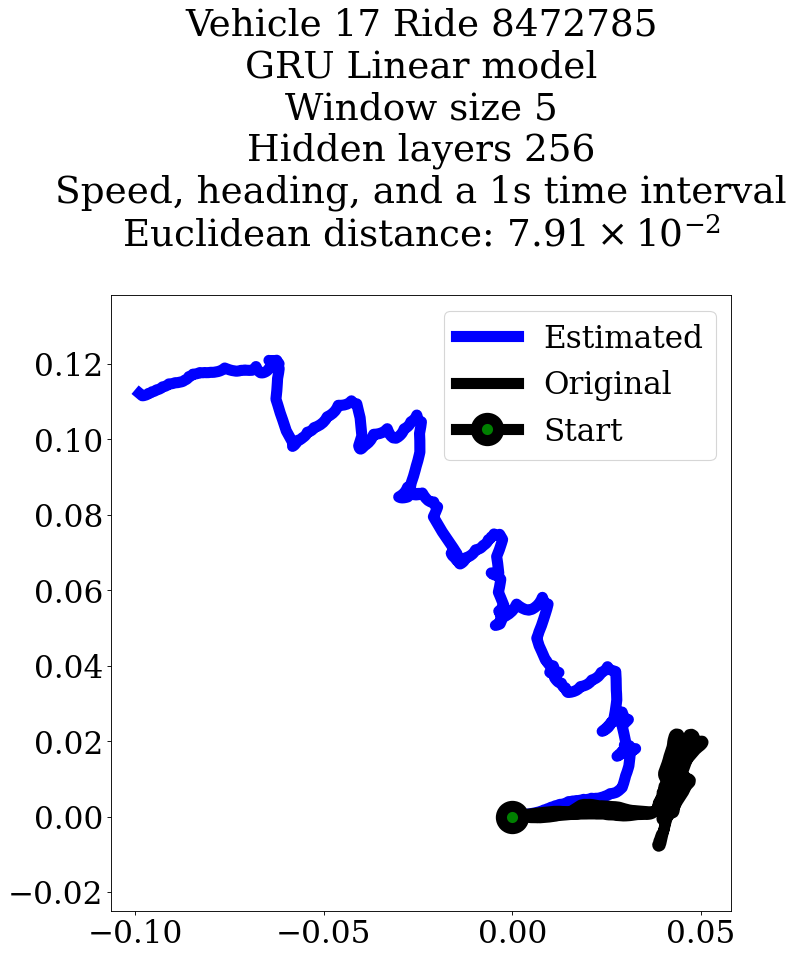 Vehicle 17 Ride 8472785
GRU Linear model
Window size 5
Hidden layers 256
Speed, heading, and a 1s time interval
Euclidean distance: 7.91 × 10⁻²
Estimated
Original
Start
0.12
0.10
0.08
0.06
0.04
0.02
0.00
−0.02
−0.10
−0.05
0.00
0.05